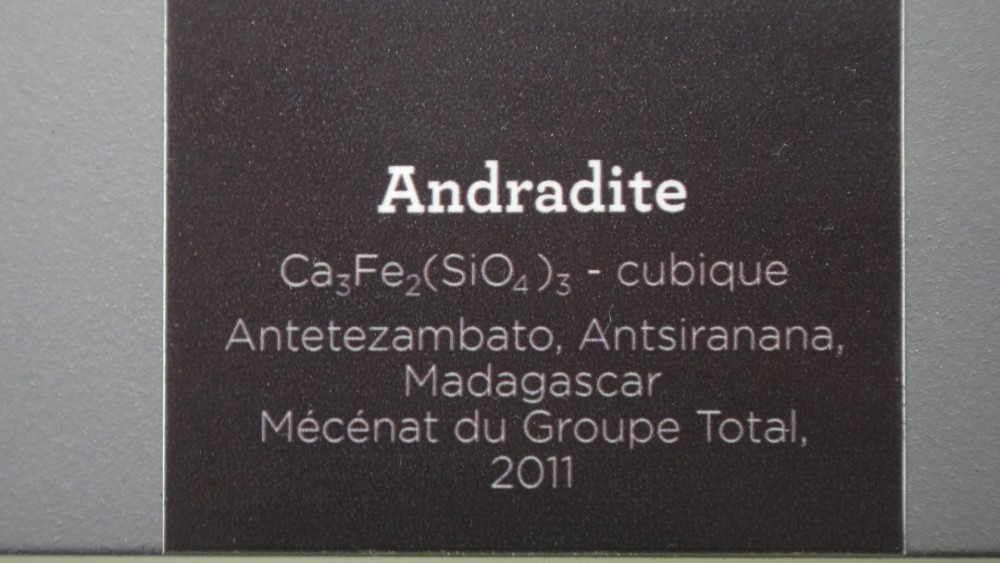 Andradite
Ca₃Fe₂(SiO₄)₃ - cubique
Antetezambato, Antsiranana,
Madagascar
Mécénat du Groupe Total,
2011